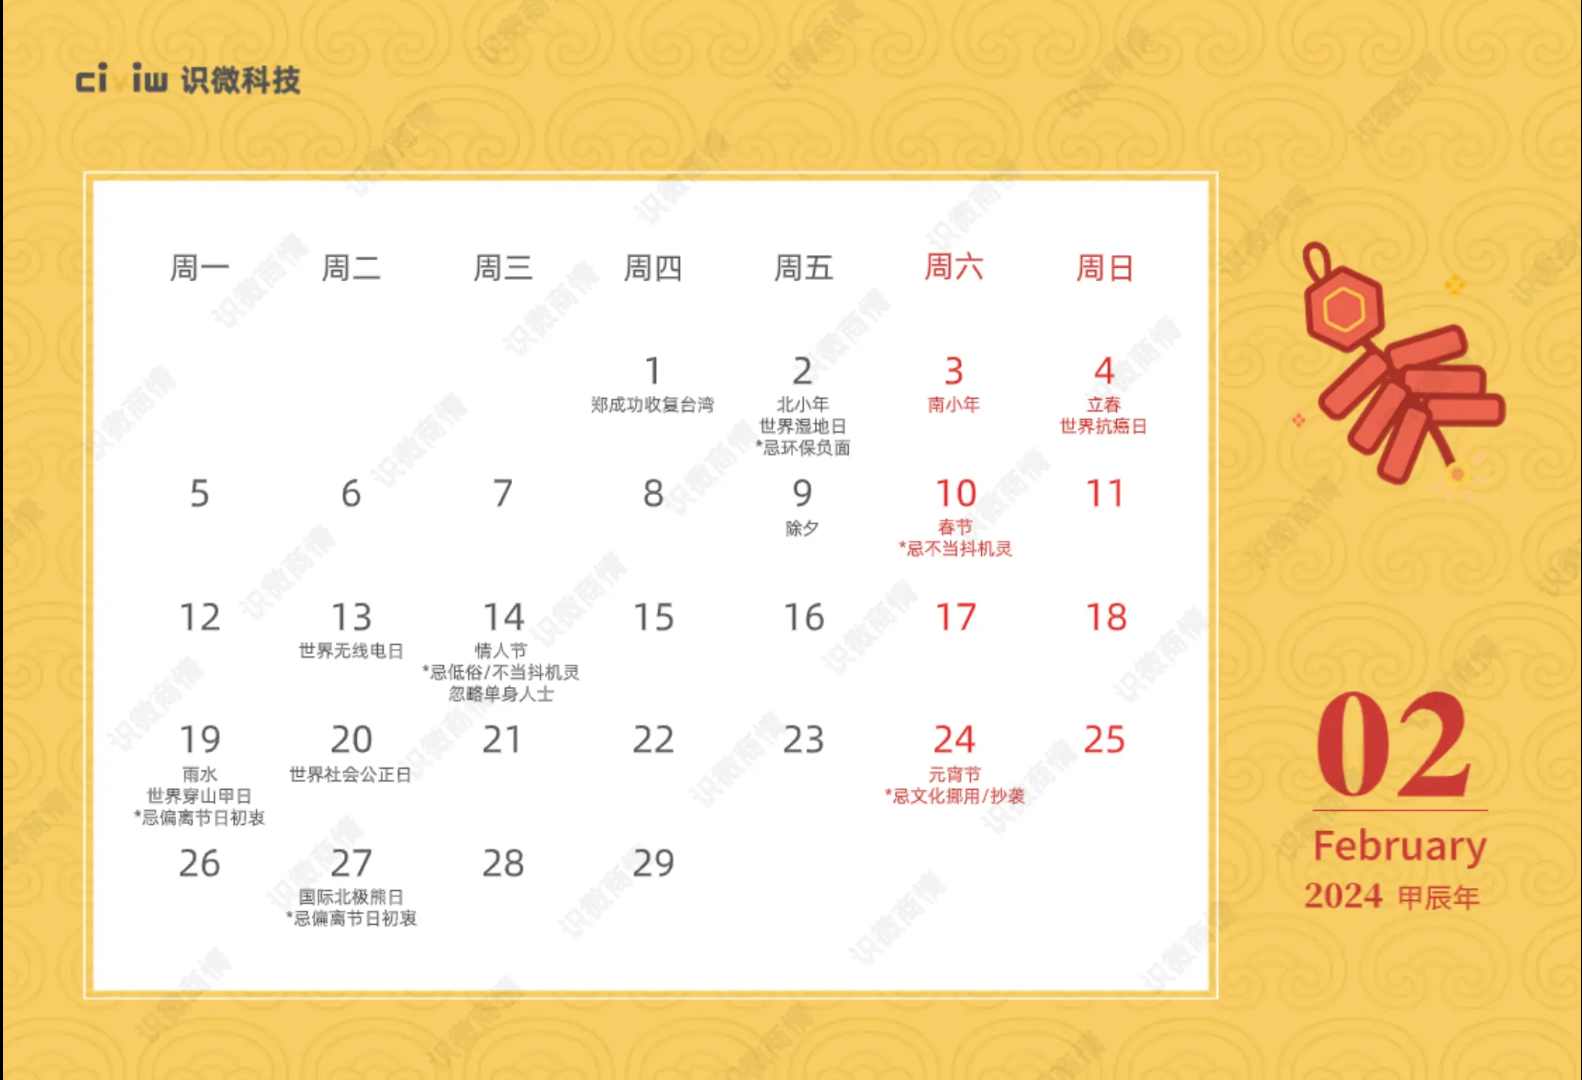 ciViw 识微科技
周一 周二 周三 周四 周五 周六 周日
1 2 3 4
郑成功收复台湾 北小年 南小年 立春
世界湿地日 世界抗癌日
*忌环保负面
5 6 7 8 9 10 11
除夕 春节
*忌不当抖机灵
12 13 14 15 16 17 18
世界无线电日 情人节
*忌低俗/不当抖机灵
忽略单身人士
19 20 21 22 23 24 25
雨水 世界社会公正日 元宵节
世界穿山甲日 *忌文化挪用/抄袭
*忌偏离节日初衷
26 27 28 29
国际北极熊日
*忌偏离节日初衷
02
February
2024 甲辰年
识微商情